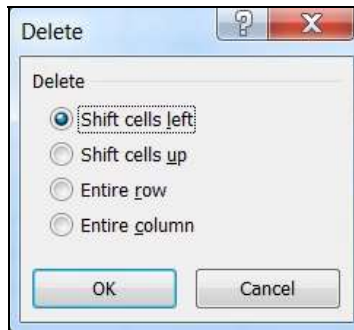 Delete
Delete
Shift cells left
Shift cells up
Entire row
Entire column
OK Cancel